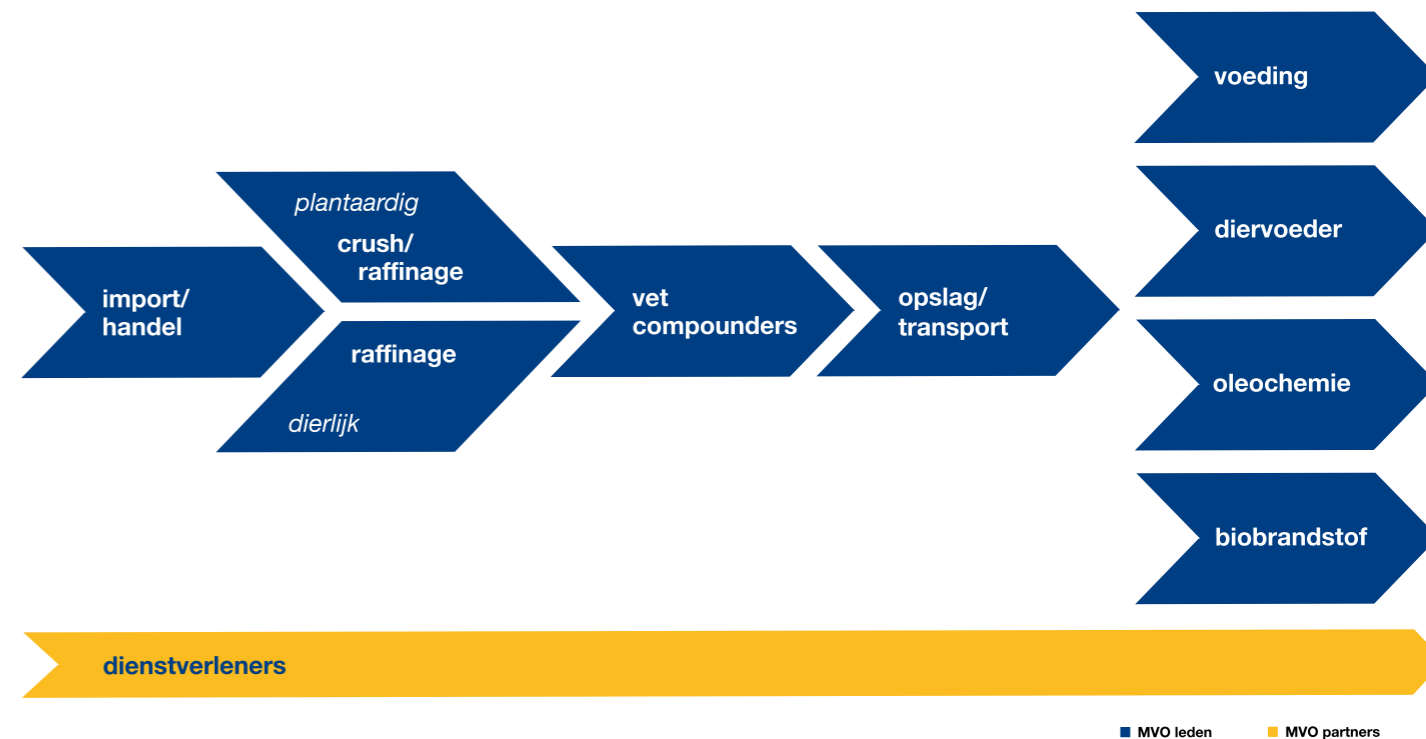 import/
handel
plantaardig
crush/
raffinage
raffinage
dierlijk
vet
compounders
opslag/
transport
voeding
diervoeder
oleochemie
biobrandstof
dienstverleners
MVO leden
MVO partners